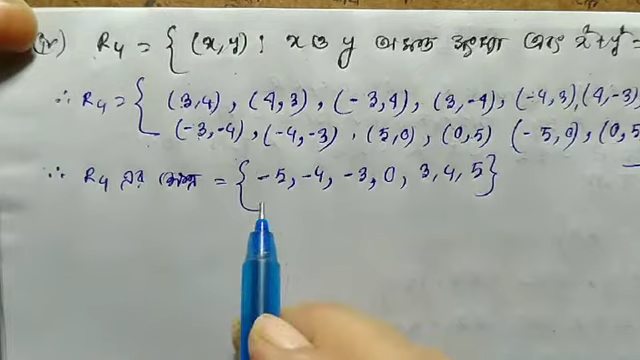 (iv) R₄ = { (x, y) : x ও y অখণ্ড সংখ্যা এবং x² + y² =
∴ R₄ = { (3, 4), (4, 3), (-3, 4), (3, -4), (-4, 3), (4, -3),
(-3, -4), (-4, -3), (5, 0), (0, 5) (-5, 0), (0, 5
∴ R₄ এর = { -5, -4, -3, 0, 3, 4, 5 }